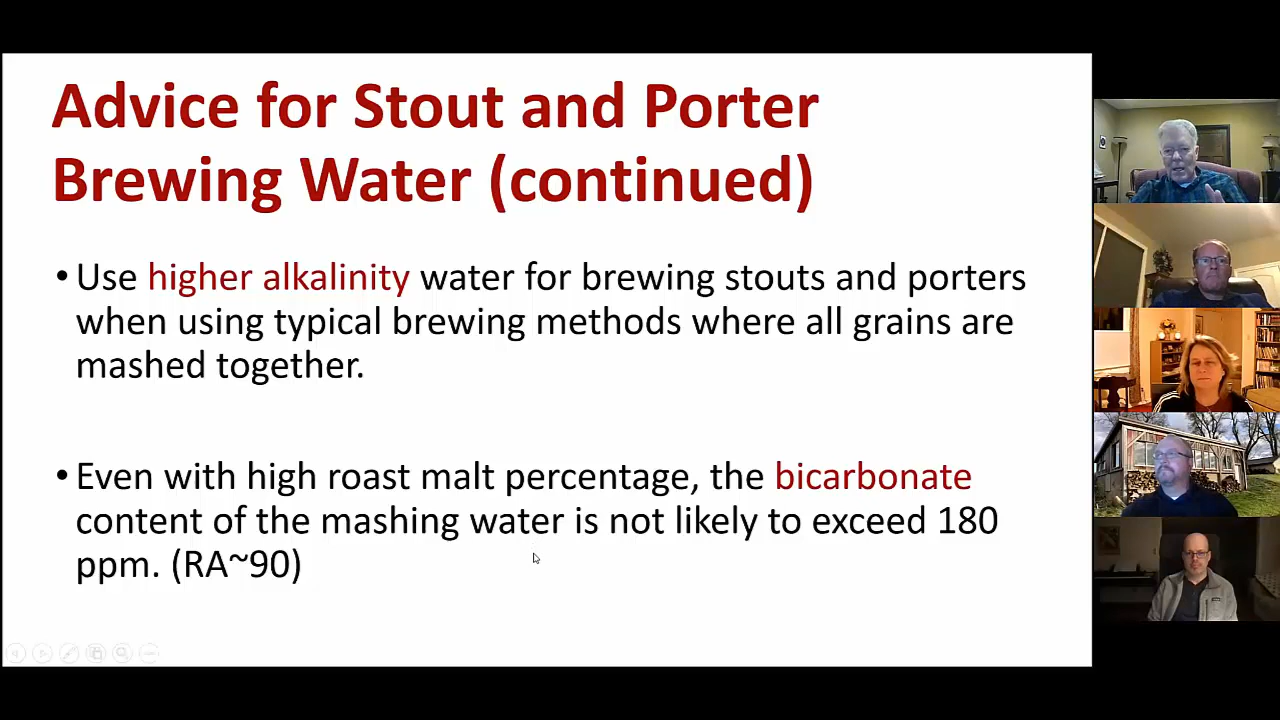 Advice for Stout and Porter
Brewing Water (continued)
• Use higher alkalinity water for brewing stouts and porters
when using typical brewing methods where all grains are
mashed together.
• Even with high roast malt percentage, the bicarbonate
content of the mashing water is not likely to exceed 180
ppm. (RA~90)